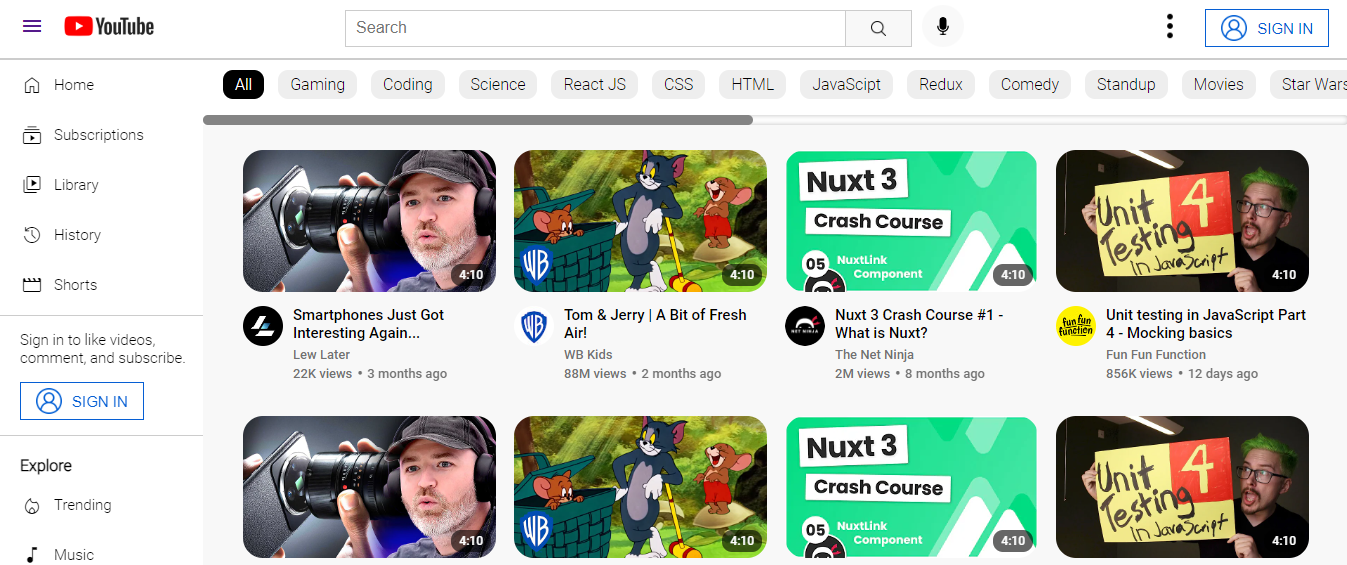 YouTube
Search
SIGN IN
Home
Subscriptions
Library
History
Shorts
Sign in to like videos,
comment, and subscribe.
SIGN IN
Explore
Trending
Music
All Gaming Coding Science React JS CSS HTML JavaScipt Redux Comedy Standup Movies Star Wars
4:10
Smartphones Just Got
Interesting Again...
Lew Later
22K views • 3 months ago
WB
4:10
WB
Tom & Jerry | A Bit of Fresh
Air!
WB Kids
88M views • 2 months ago
Nuxt 3
Crash Course
05 NuxtLink
Component
4:10
NET NINJA
Nuxt 3 Crash Course #1 -
What is Nuxt?
The Net Ninja
2M views • 8 months ago
Unit 4
Testing
in JavaScript
4:10
fun fun
function
Unit testing in JavaScript Part
4 - Mocking basics
Fun Fun Function
856K views • 12 days ago
4:10
WB
4:10
Nuxt 3
Crash Course
05 NuxtLink
Component
4:10
Unit 4
Testing
in JavaScript
4:10